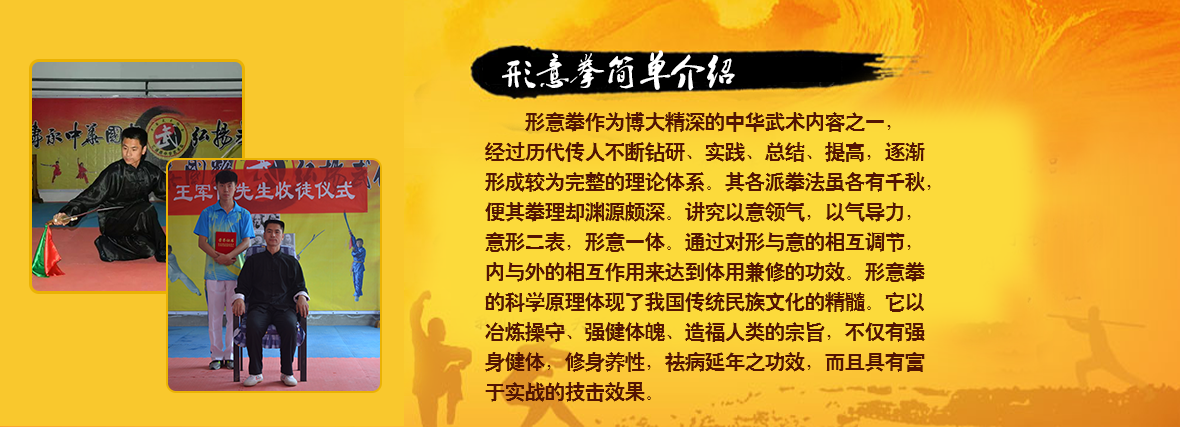 形意拳简单介绍
形意拳作为博大精深的中华武术内容之一，
经过历代传人不断钻研、实践、总结、提高，逐渐
形成较为完整的理论体系。其各派拳法虽各有千秋，
便其拳理却渊源颇深。讲究以意领气，以气导力，
意形二表，形意一体。通过对形与意的相互调节，
内与外的相互作用来达到体用兼修的功效。形意拳
的科学原理体现了我国传统民族文化的精髓。它以
冶炼操守、强健体魄、造福人类的宗旨，不仅有强
身健体，修身养性，祛病延年之功效，而且具有富
于实战的技击效果。
承中华国
武
弘扬
王军
先生收徒仪式